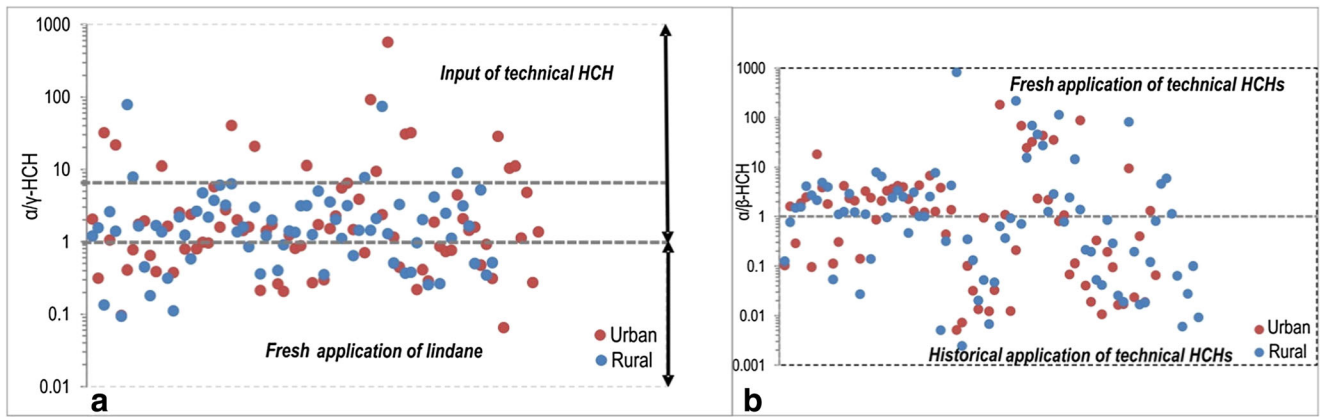 1000
100
10
1
0.1
0.01
α/γ-HCH
Input of technical HCH
Fresh application of lindane
Urban
Rural
a
1000
100
10
1
0.1
0.01
0.001
α/β-HCH
Fresh application of technical HCHs
Urban
Rural
Historical application of technical HCHs
b